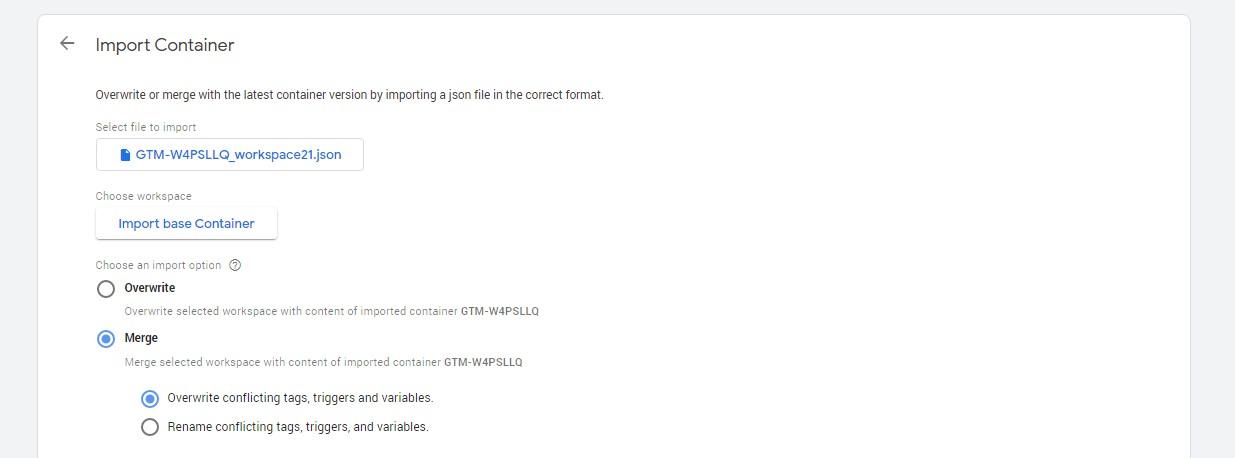 Import Container
Overwrite or merge with the latest container version by importing a json file in the correct format.
Select file to import
GTM-W4PSLLQ_workspace21.json
Choose workspace
Import base Container
Choose an import option ?
Overwrite
Overwrite selected workspace with content of imported container GTM-W4PSLLQ
Merge
Merge selected workspace with content of imported container GTM-W4PSLLQ
Overwrite conflicting tags, triggers and variables.
Rename conflicting tags, triggers, and variables.